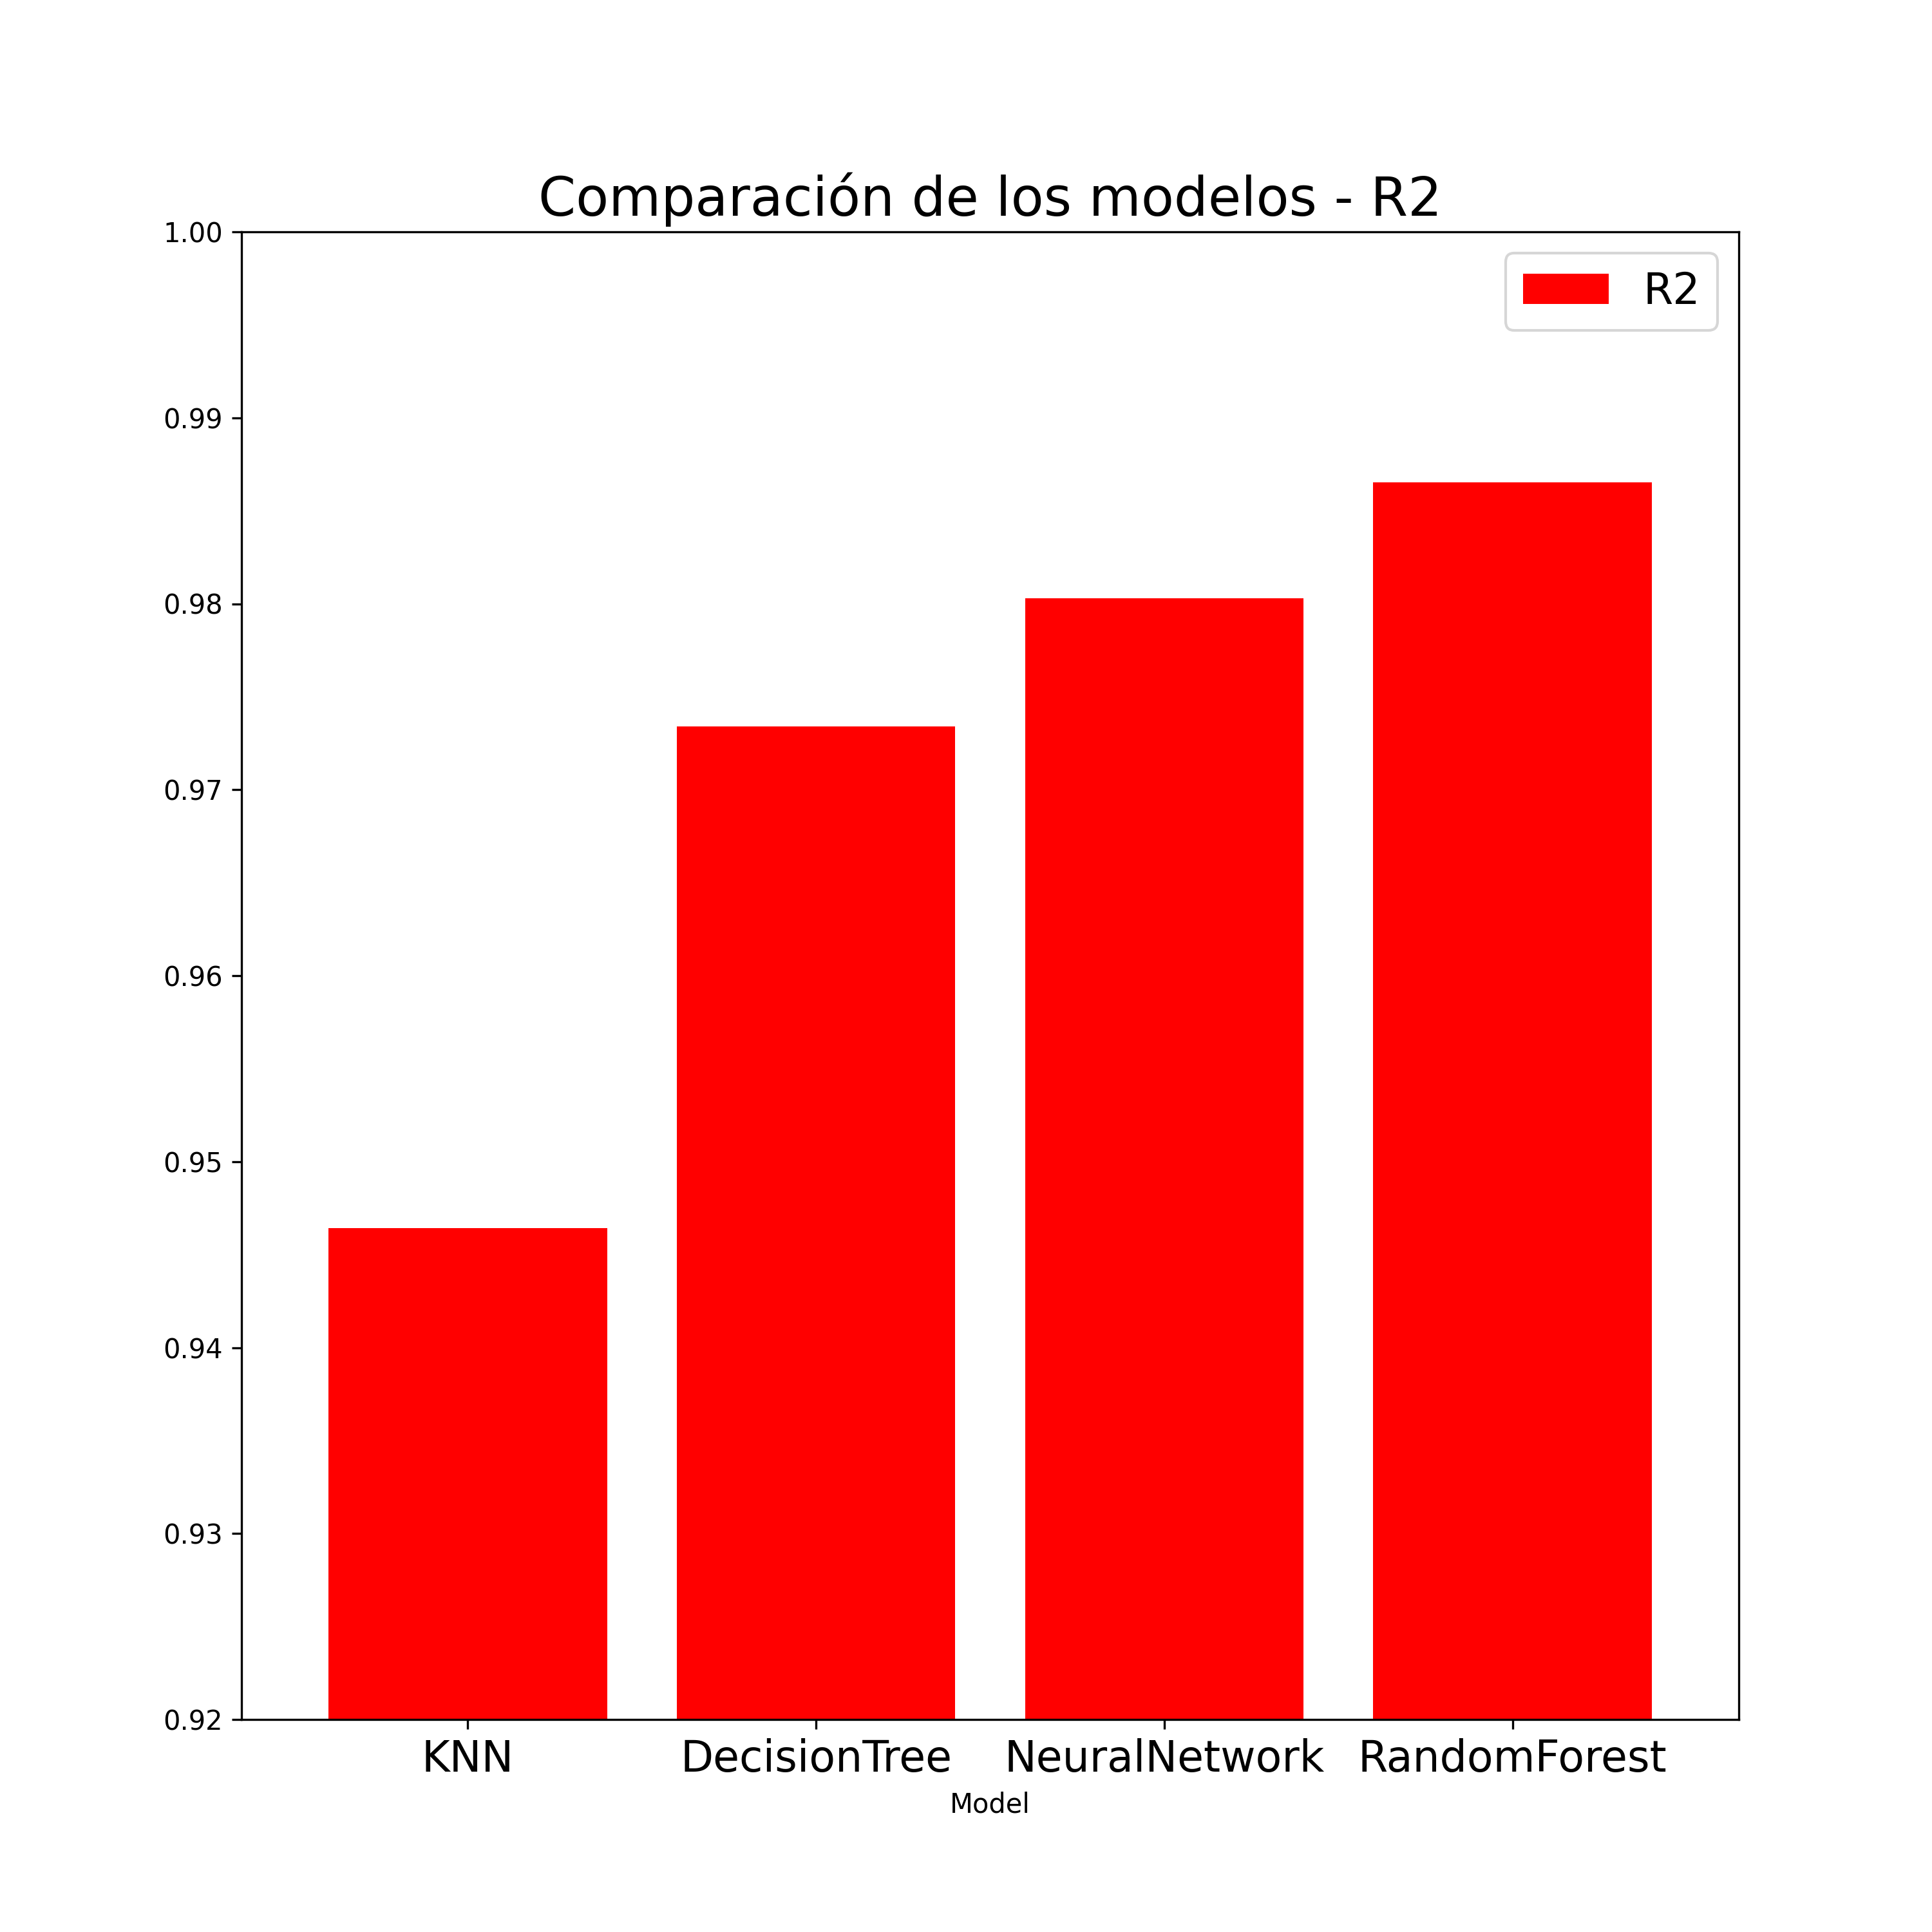 Comparación de los modelos - R2
R2
1.00
0.99
0.98
0.97
0.96
0.95
0.94
0.93
0.92
KNN DecisionTree NeuralNetwork RandomForest
Model